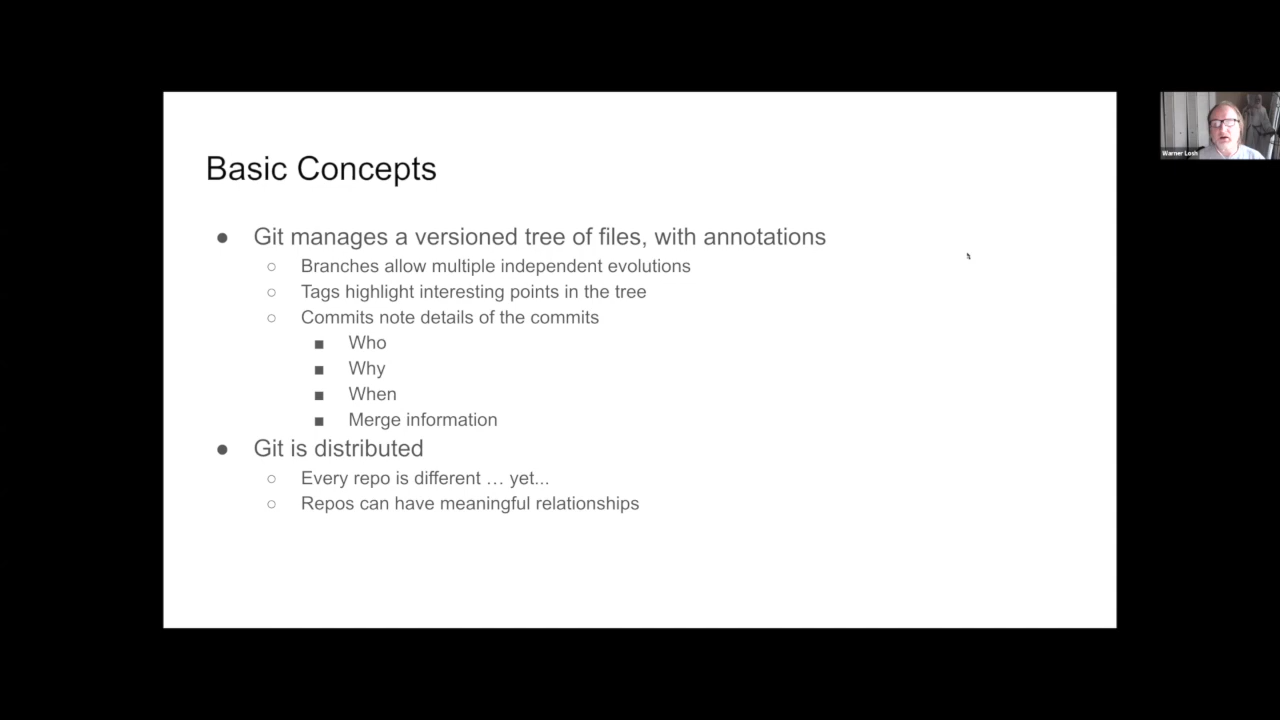 Basic Concepts
● Git manages a versioned tree of files, with annotations
○ Branches allow multiple independent evolutions
○ Tags highlight interesting points in the tree
○ Commits note details of the commits
■ Who
■ Why
■ When
■ Merge information
● Git is distributed
○ Every repo is different … yet...
○ Repos can have meaningful relationships
Warner Losh